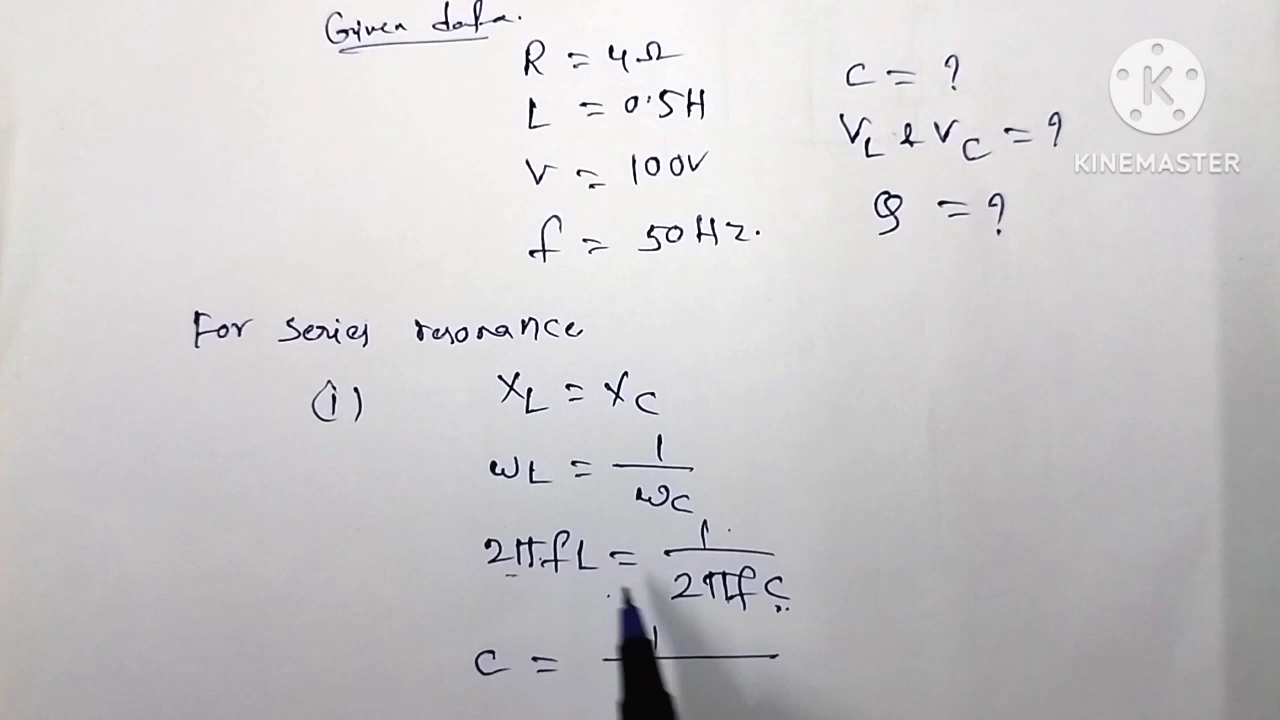 Given data.
R = 4Ω
L = 0.5H
V = 100V
f = 50Hz.
C = ?
VL & VC = ?
Q = ?
K
KINEMASTER
For series resonance
(i) XL = XC
ωL = 1/ωC
2πfL = 1/2πfC
C = 1/